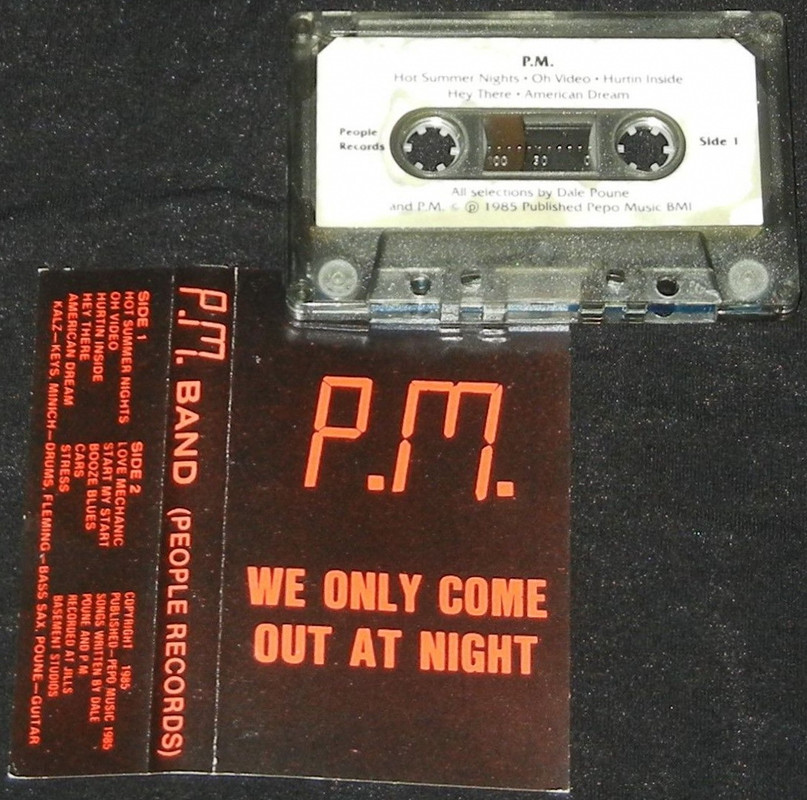 P.M.
Hot Summer Nights • Oh Video • Hurtin Inside
Hey There • American Dream
People
Records
Side 1
100 50 0
All selections by Dale Poune
and P.M. © ℗ 1985 Published Pepo Music BMI
P.M.
WE ONLY COME
OUT AT NIGHT
P.M. BAND (PEOPLE RECORDS)
SIDE 1
HOT SUMMER NIGHTS
OH VIDEO
HURTIN INSIDE
HEY THERE
AMERICAN DREAM
SIDE 2
LOVE MECHANIC
START MY START
BOOZE BLUES
CARS
STRESS
COPYRIGHT 1985
PUBLISHED—PEPO MUSIC 1985
SONGS WRITTEN BY DALE
POUNE AND P.M.
RECORDED AT JILLS
BASEMENT STUDIOS
KALZ—KEYS, MINICH—DRUMS, FLEMING—BASS SAX, POUNE—GUITAR